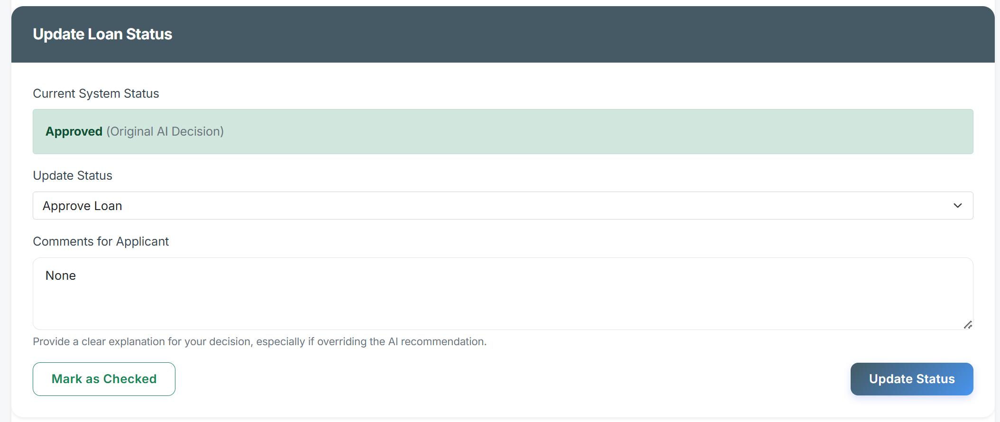 Update Loan Status
Current System Status
Approved (Original AI Decision)
Update Status
Approve Loan
Comments for Applicant
None
Provide a clear explanation for your decision, especially if overriding the AI recommendation.
Mark as Checked
Update Status